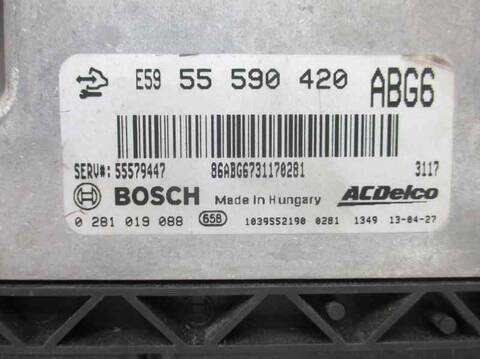 E59 55 590 420 ABG6
SERV#: 55579447 86ABG6731170281 3117
BOSCH Made in Hungary ACDelco
0 281 019 088 658 1039S52190 0281 1349 13-04-27